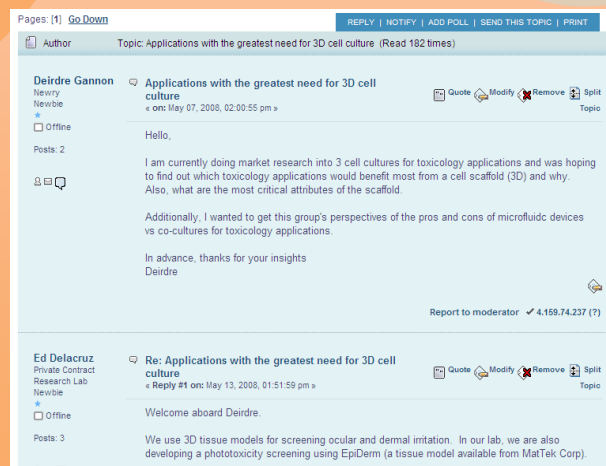 Pages: [1] Go Down
REPLY | NOTIFY | ADD POLL | SEND THIS TOPIC | PRINT
Author Topic: Applications with the greatest need for 3D cell culture (Read 182 times)
Deirdre Gannon
Newry
Newbie
Offline
Posts: 2
Applications with the greatest need for 3D cell
culture
« on: May 07, 2008, 02:00:55 pm »
Quote Modify Remove Split
Topic
Hello,
I am currently doing market research into 3 cell cultures for toxicology applications and was hoping
to find out which toxicology applications would benefit most from a cell scaffold (3D) and why.
Also, what are the most critical attributes of the scaffold.
Additionally, I wanted to get this group's perspectives of the pros and cons of microfluidc devices
vs co-cultures for toxicology applications.
In advance, thanks for your insights
Deirdre
Report to moderator 4.159.74.237 (?)
Ed Delacruz
Private Contract
Research Lab
Newbie
Offline
Posts: 3
Re: Applications with the greatest need for 3D cell
culture
« Reply #1 on: May 13, 2008, 01:51:59 pm »
Quote Modify Remove Split
Topic
Welcome aboard Deirdre.
We use 3D tissue models for screening ocular and dermal irritation. In our lab, we are also
developing a phototoxicity screening using EpiDerm (a tissue model available from MatTek Corp).